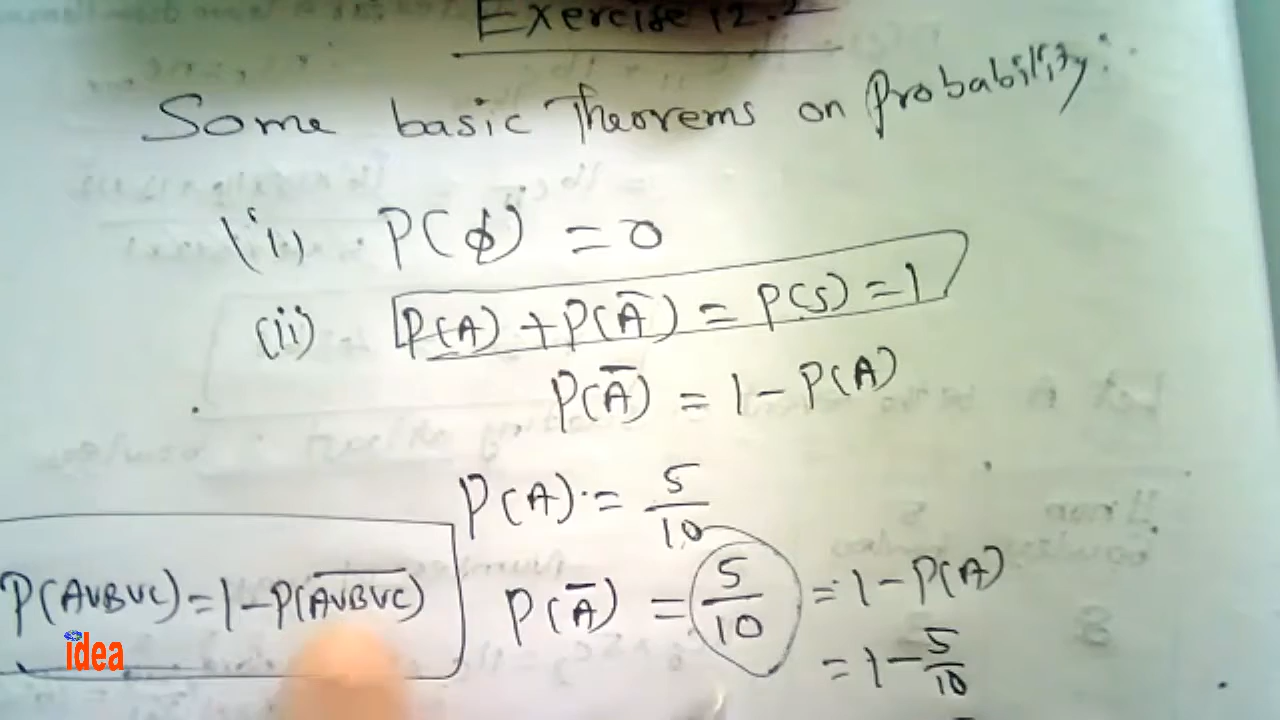 Exercise 12.2
Some basic Theorems on Probability:
(i) P(ϕ) = 0
(ii) P(A) + P(A̅) = P(S) = 1
P(A̅) = 1 - P(A)
P(A) = 5/10
P(AUBUC) = 1 - P(A̅U̅B̅U̅C̅)
P(A̅) = 5/10 = 1 - P(A)
= 1 - 5/10
idea